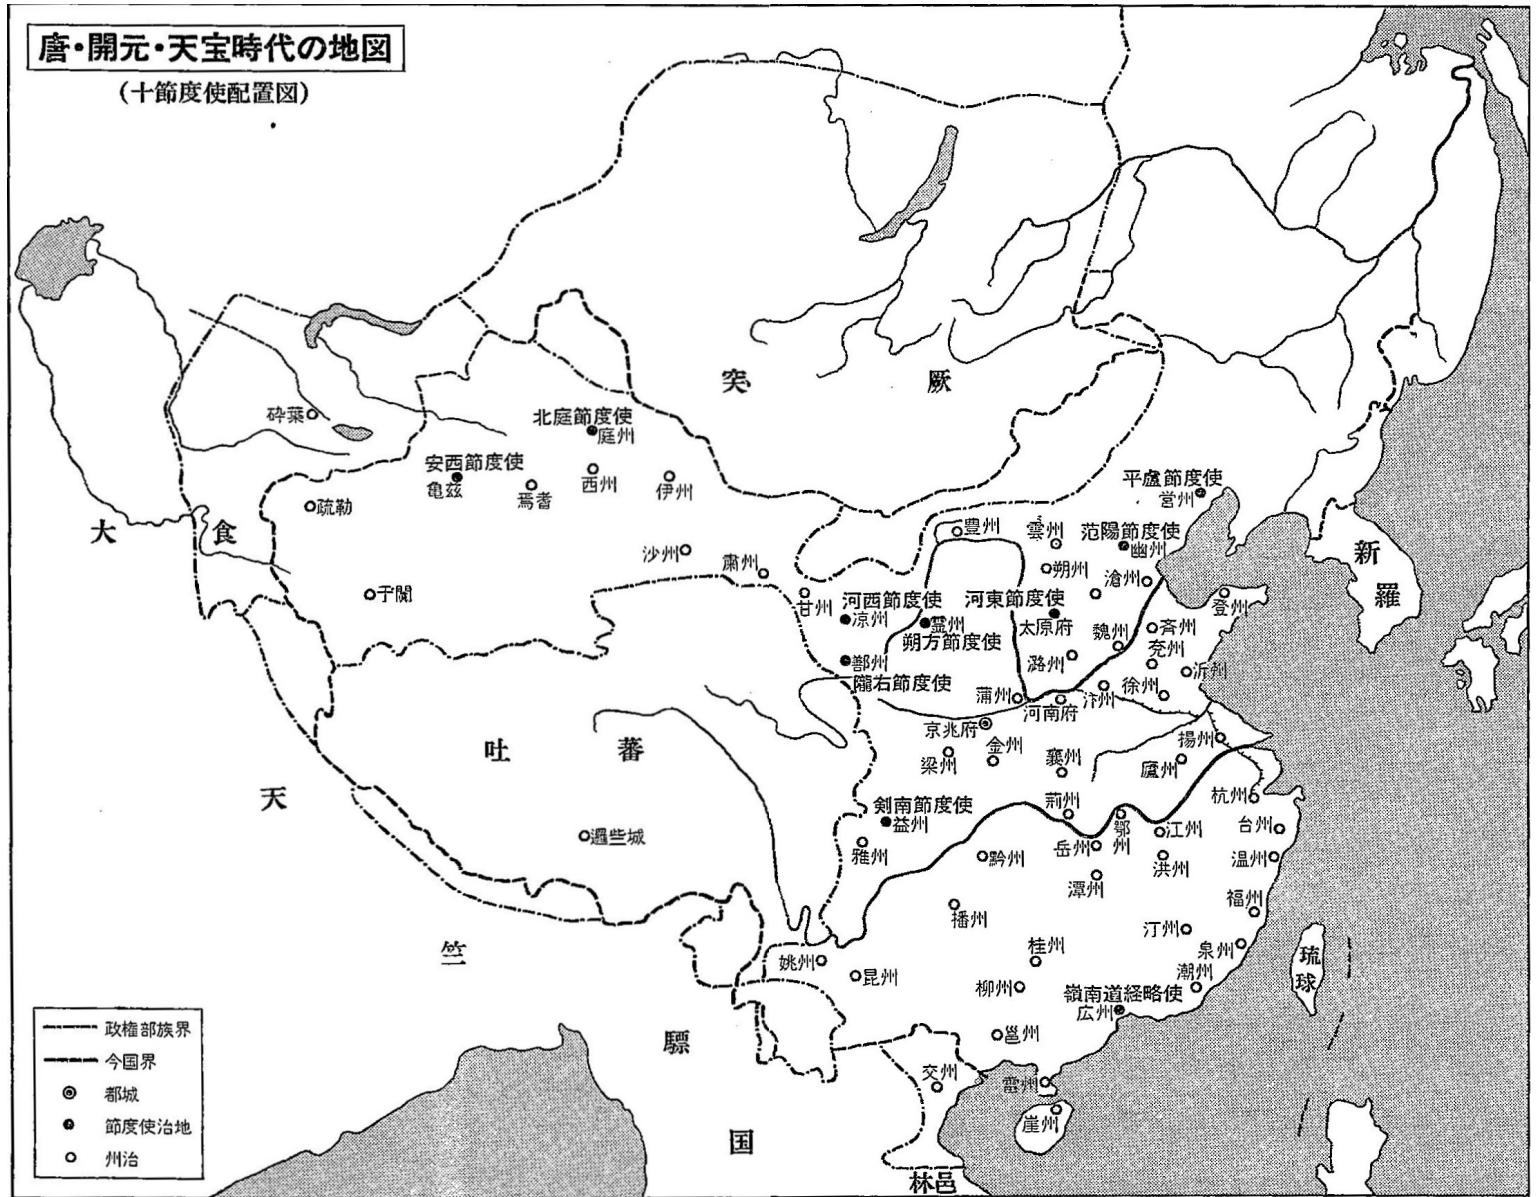 唐・開元・天宝時代の地図
（十節度使配置図）
突厥
砕葉
北庭節度使
庭州
安西節度使
亀茲
焉耆
西州
伊州
疏勒
大食
于闐
沙州
粛州
甘州
河西節度使
涼州
霊州
朔方節度使
鄯州
隴右節度使
豊州
雲州
朔州
平盧節度使
営州
范陽節度使
幽州
滄州
河東節度使
太原府
魏州
潞州
登州
斉州
兗州
沂州
徐州
汴州
蒲州
河南府
京兆府
金州
梁州
襄州
揚州
廬州
新羅
吐蕃
邏些城
剣南節度使
益州
雅州
荊州
鄂州
江州
岳州
黔州
潭州
洪州
杭州
台州
温州
福州
播州
汀州
泉州
桂州
潮州
姚州
昆州
柳州
嶺南道経略使
広州
邕州
交州
雷州
崖州
琉球
天竺
驃国
林邑
政権部族界
今国界
都城
節度使治地
州治